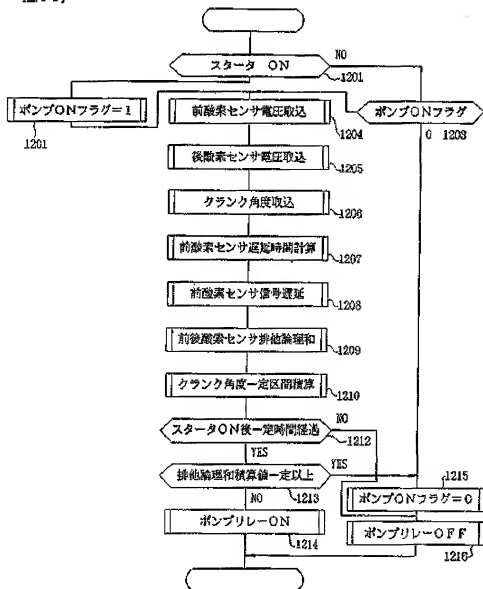 スタータ ON
NO
1201
ポンプONフラグ=1
1201
前酸素センサ電圧取込
1204
ポンプONフラグ
0 1203
後酸素センサ電圧取込
1205
クランク角度取込
1206
前酸素センサ遅延時間計算
1207
前酸素センサ信号遅延
1208
前後酸素センサ排他論理和
1209
クランク角度一定区間積算
1210
スタータON後一定時間経過
NO
1212
YES
排他論理和積算値一定以上
YES
1213
NO
1215
ポンプONフラグ=0
ポンプリレーON
1214
ポンプリレーOFF
1216